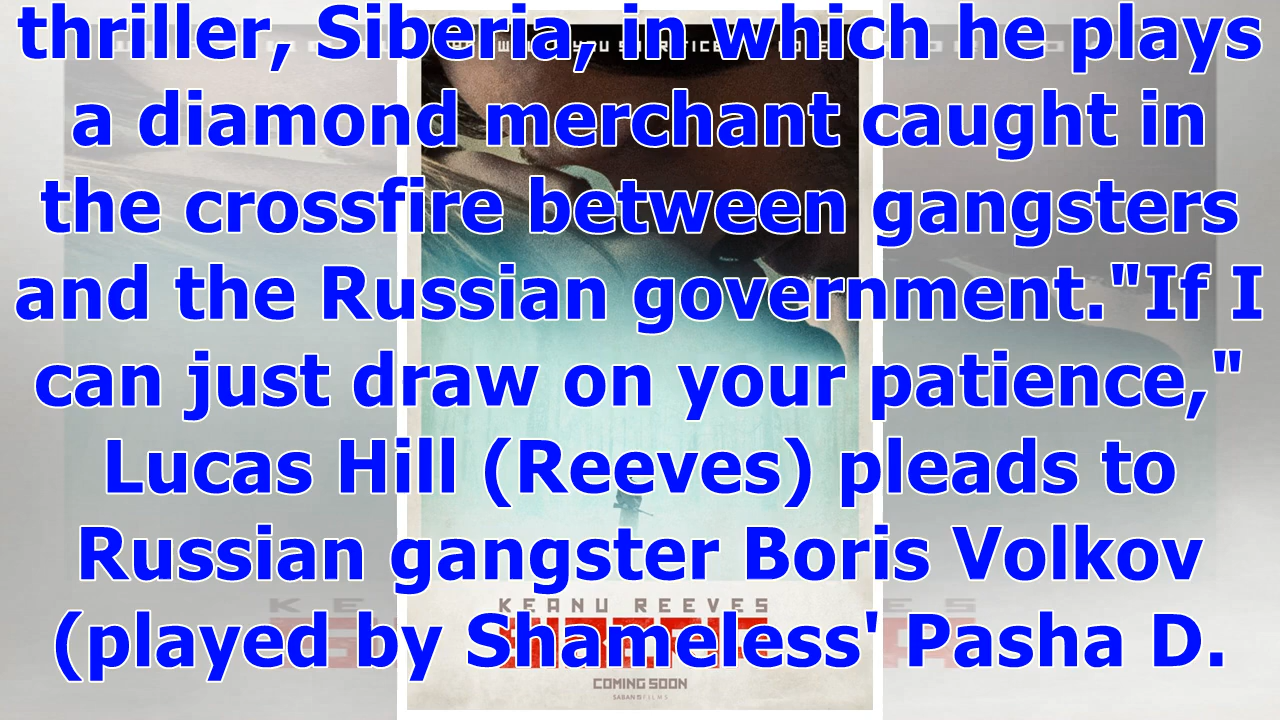 thriller, Siberia, in which he plays
a diamond merchant caught in
the crossfire between gangsters
and the Russian government."If I
can just draw on your patience,"
Lucas Hill (Reeves) pleads to
Russian gangster Boris Volkov
KEANU REEVES
(played by Shameless' Pasha D.
COMING SOON
SABAN FILMS